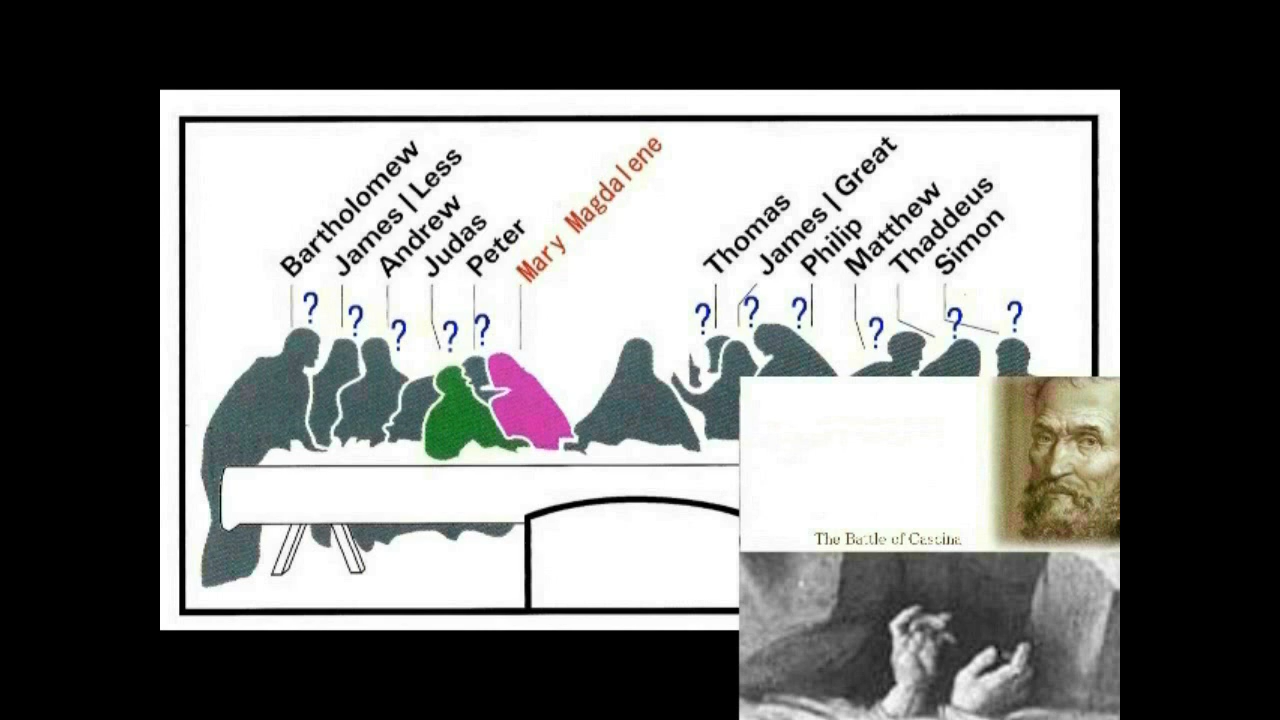 Bartholomew
James | Less
Andrew
Judas
Peter
Mary Magdalene
Thomas
James | Great
Philip
Matthew
Thaddeus
Simon
? ? ? ? ? ? ? ? ? ? ?
The Battle of Cascina